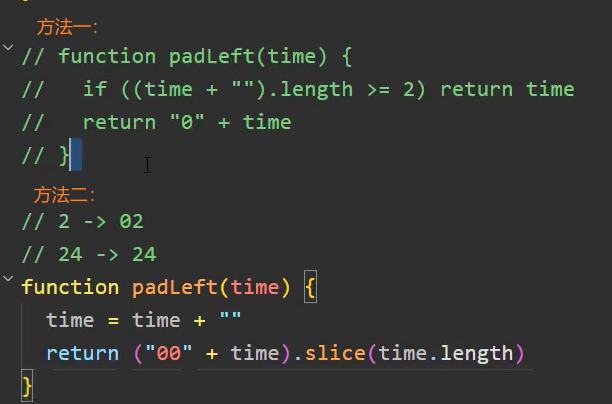 方法一:
// function padLeft(time) {
//   if ((time + "").length >= 2) return time
//   return "0" + time
// }
方法二:
// 2 -> 02
// 24 -> 24
function padLeft(time) {
  time = time + ""
  return ("00" + time).slice(time.length)
}